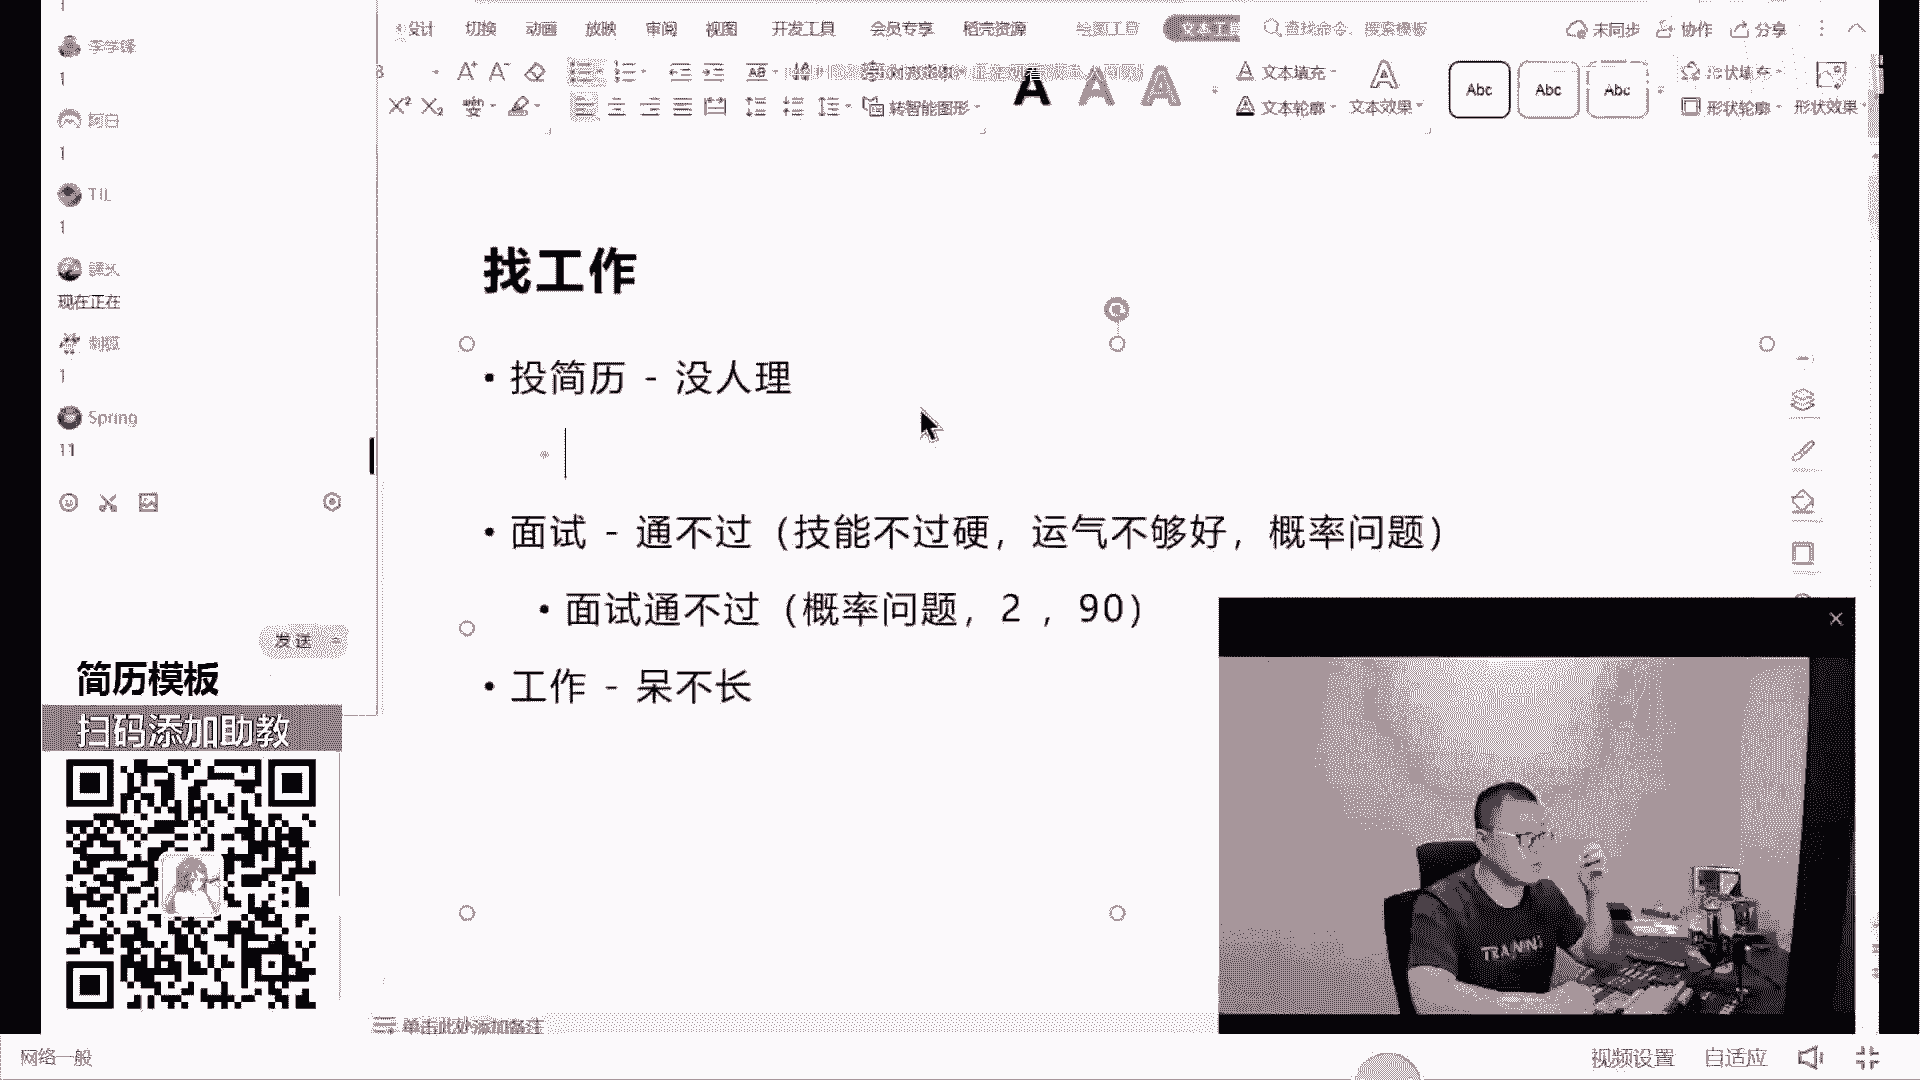 1
李学锋
1
阿白
1
TIL
1
现在正在
1
Spring
11
发送
简历模板
扫码添加助教
设计 切换 动画 放映 审阅 视图 开发工具 会员专享 稻壳资源 绘图工具 文本工具 查找命令、搜索模板 未同步 协作 分享
文本填充 形状填充
转智能图形 文本轮廓 文本效果 Abc Abc Abc 形状轮廓 形状效果
找工作
• 投简历 - 没人理
• 面试 - 通不过（技能不过硬，运气不够好，概率问题）
• 面试通不过（概率问题，2 ，90）
• 工作 - 呆不长
TRAINNI
单击此处添加备注
网络一般 视频设置 自适应